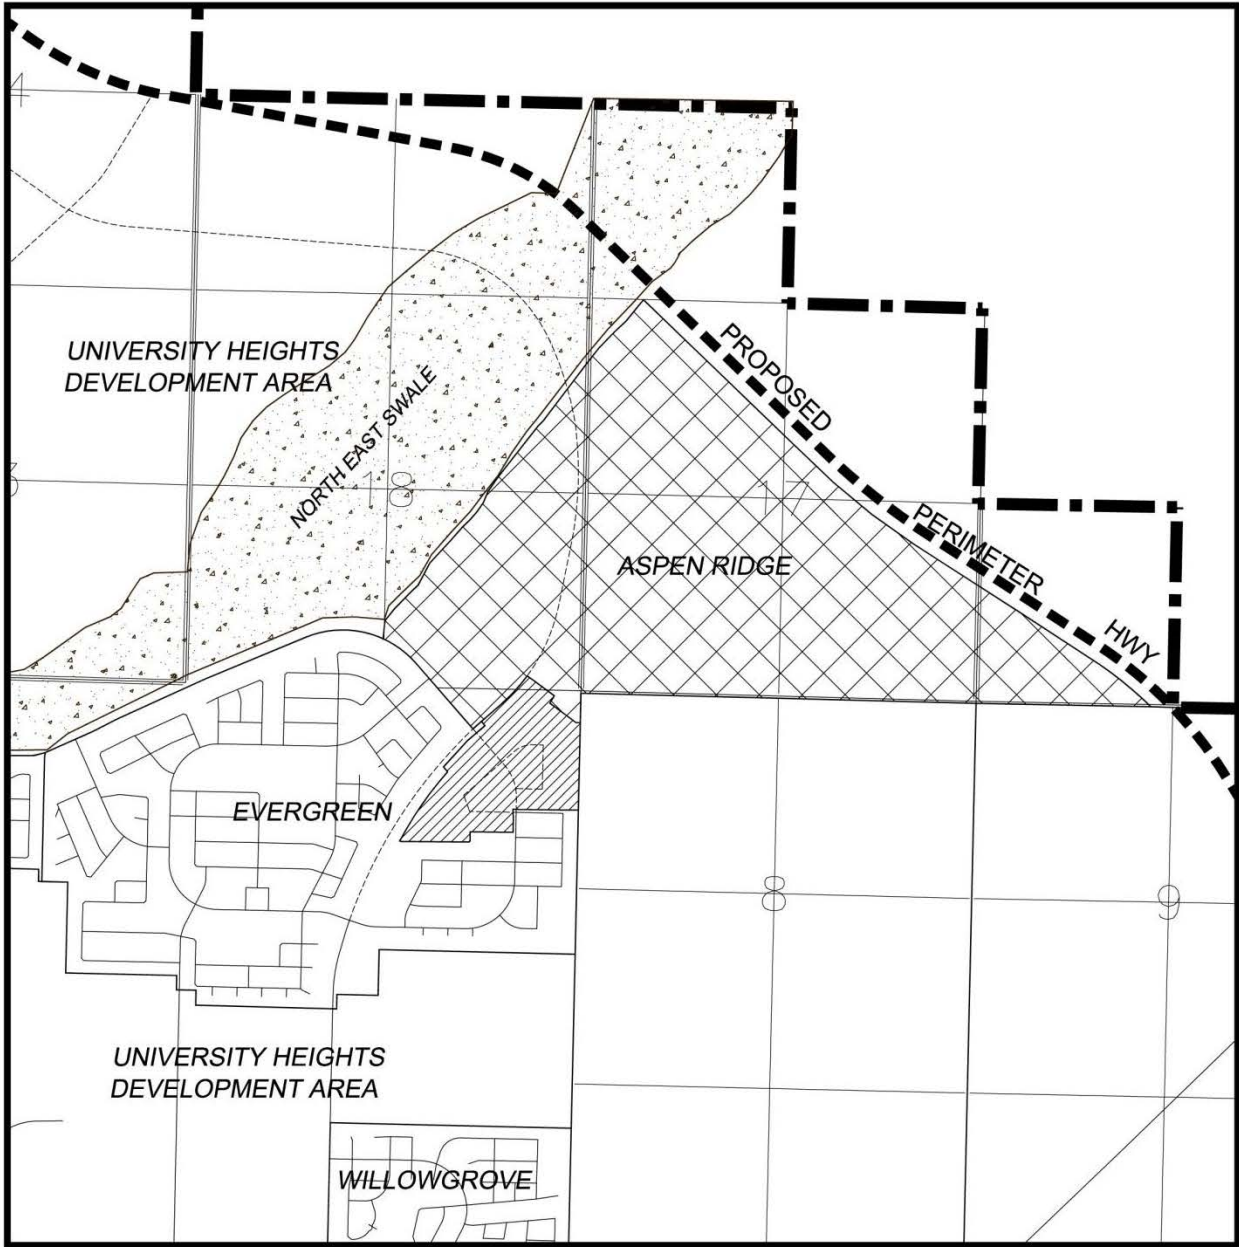 UNIVERSITY HEIGHTS
DEVELOPMENT AREA
NORTH EAST SWALE
18
17
PROPOSED
PERIMETER
HWY
ASPEN RIDGE
EVERGREEN
8
9
UNIVERSITY HEIGHTS
DEVELOPMENT AREA
WILLOWGROVE